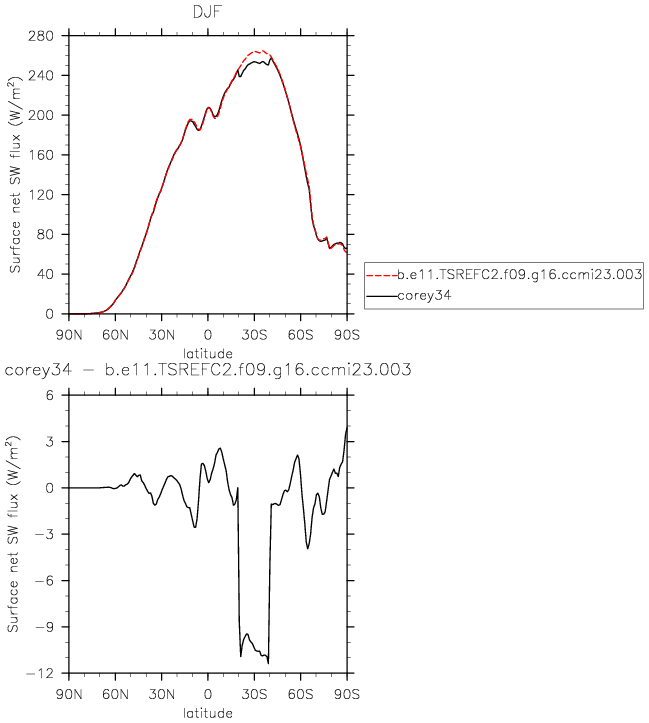 DJF
Surface net SW flux (W/m²)
280
240
200
160
120
80
40
0
90N 60N 30N 0 30S 60S 90S
latitude
b.e11.TSREFC2.f09.g16.ccmi23.003
corey34
corey34 − b.e11.TSREFC2.f09.g16.ccmi23.003
Surface net SW flux (W/m²)
6
3
0
−3
−6
−9
−12
90N 60N 30N 0 30S 60S 90S
latitude